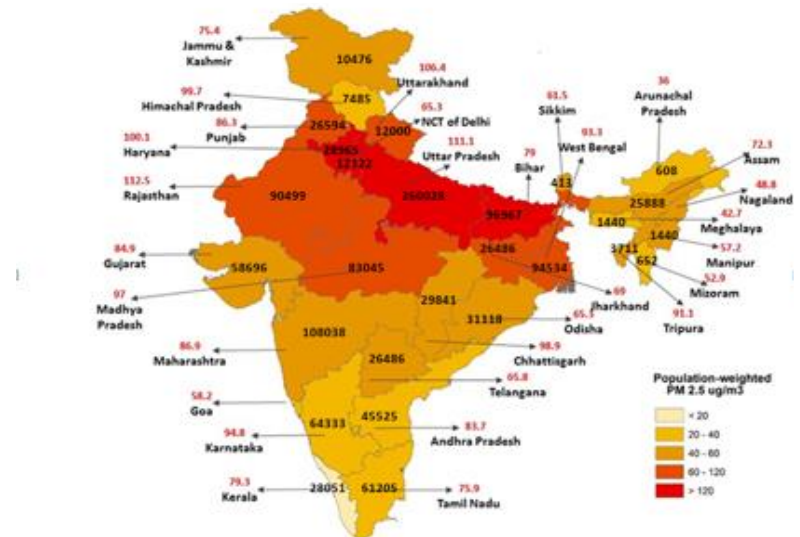 75.4
Jammu &
Kashmir
10476
106.4
Uttarakhand
99.7
Himachal Pradesh
7485
65.3
NCT of Delhi
86.3
Punjab
26594
12000
100.1
Haryana
28965
12322
111.1
Uttar Pradesh
61.5
Sikkim
36
Arunachal
Pradesh
93.3
West Bengal
79
Bihar
72.3
Assam
608
413
48.8
Nagaland
112.5
Rajasthan
90499
260028
96967
25888
1440
42.7
Meghalaya
1440
57.2
Manipur
3711
652
52.9
Mizoram
91.1
Tripura
84.9
Gujarat
58696
83045
26486
94534
69
Jharkhand
97
Madhya
Pradesh
29841
31118
65.5
Odisha
108038
86.9
Maharashtra
26486
98.9
Chhattisgarh
65.8
Telangana
58.2
Goa
64333
45525
83.7
Andhra Pradesh
94.8
Karnataka
79.3
Kerala
28051
61205
75.9
Tamil Nadu
Population-weighted
PM 2.5 ug/m3
< 20
20 - 40
40 - 60
60 - 120
> 120